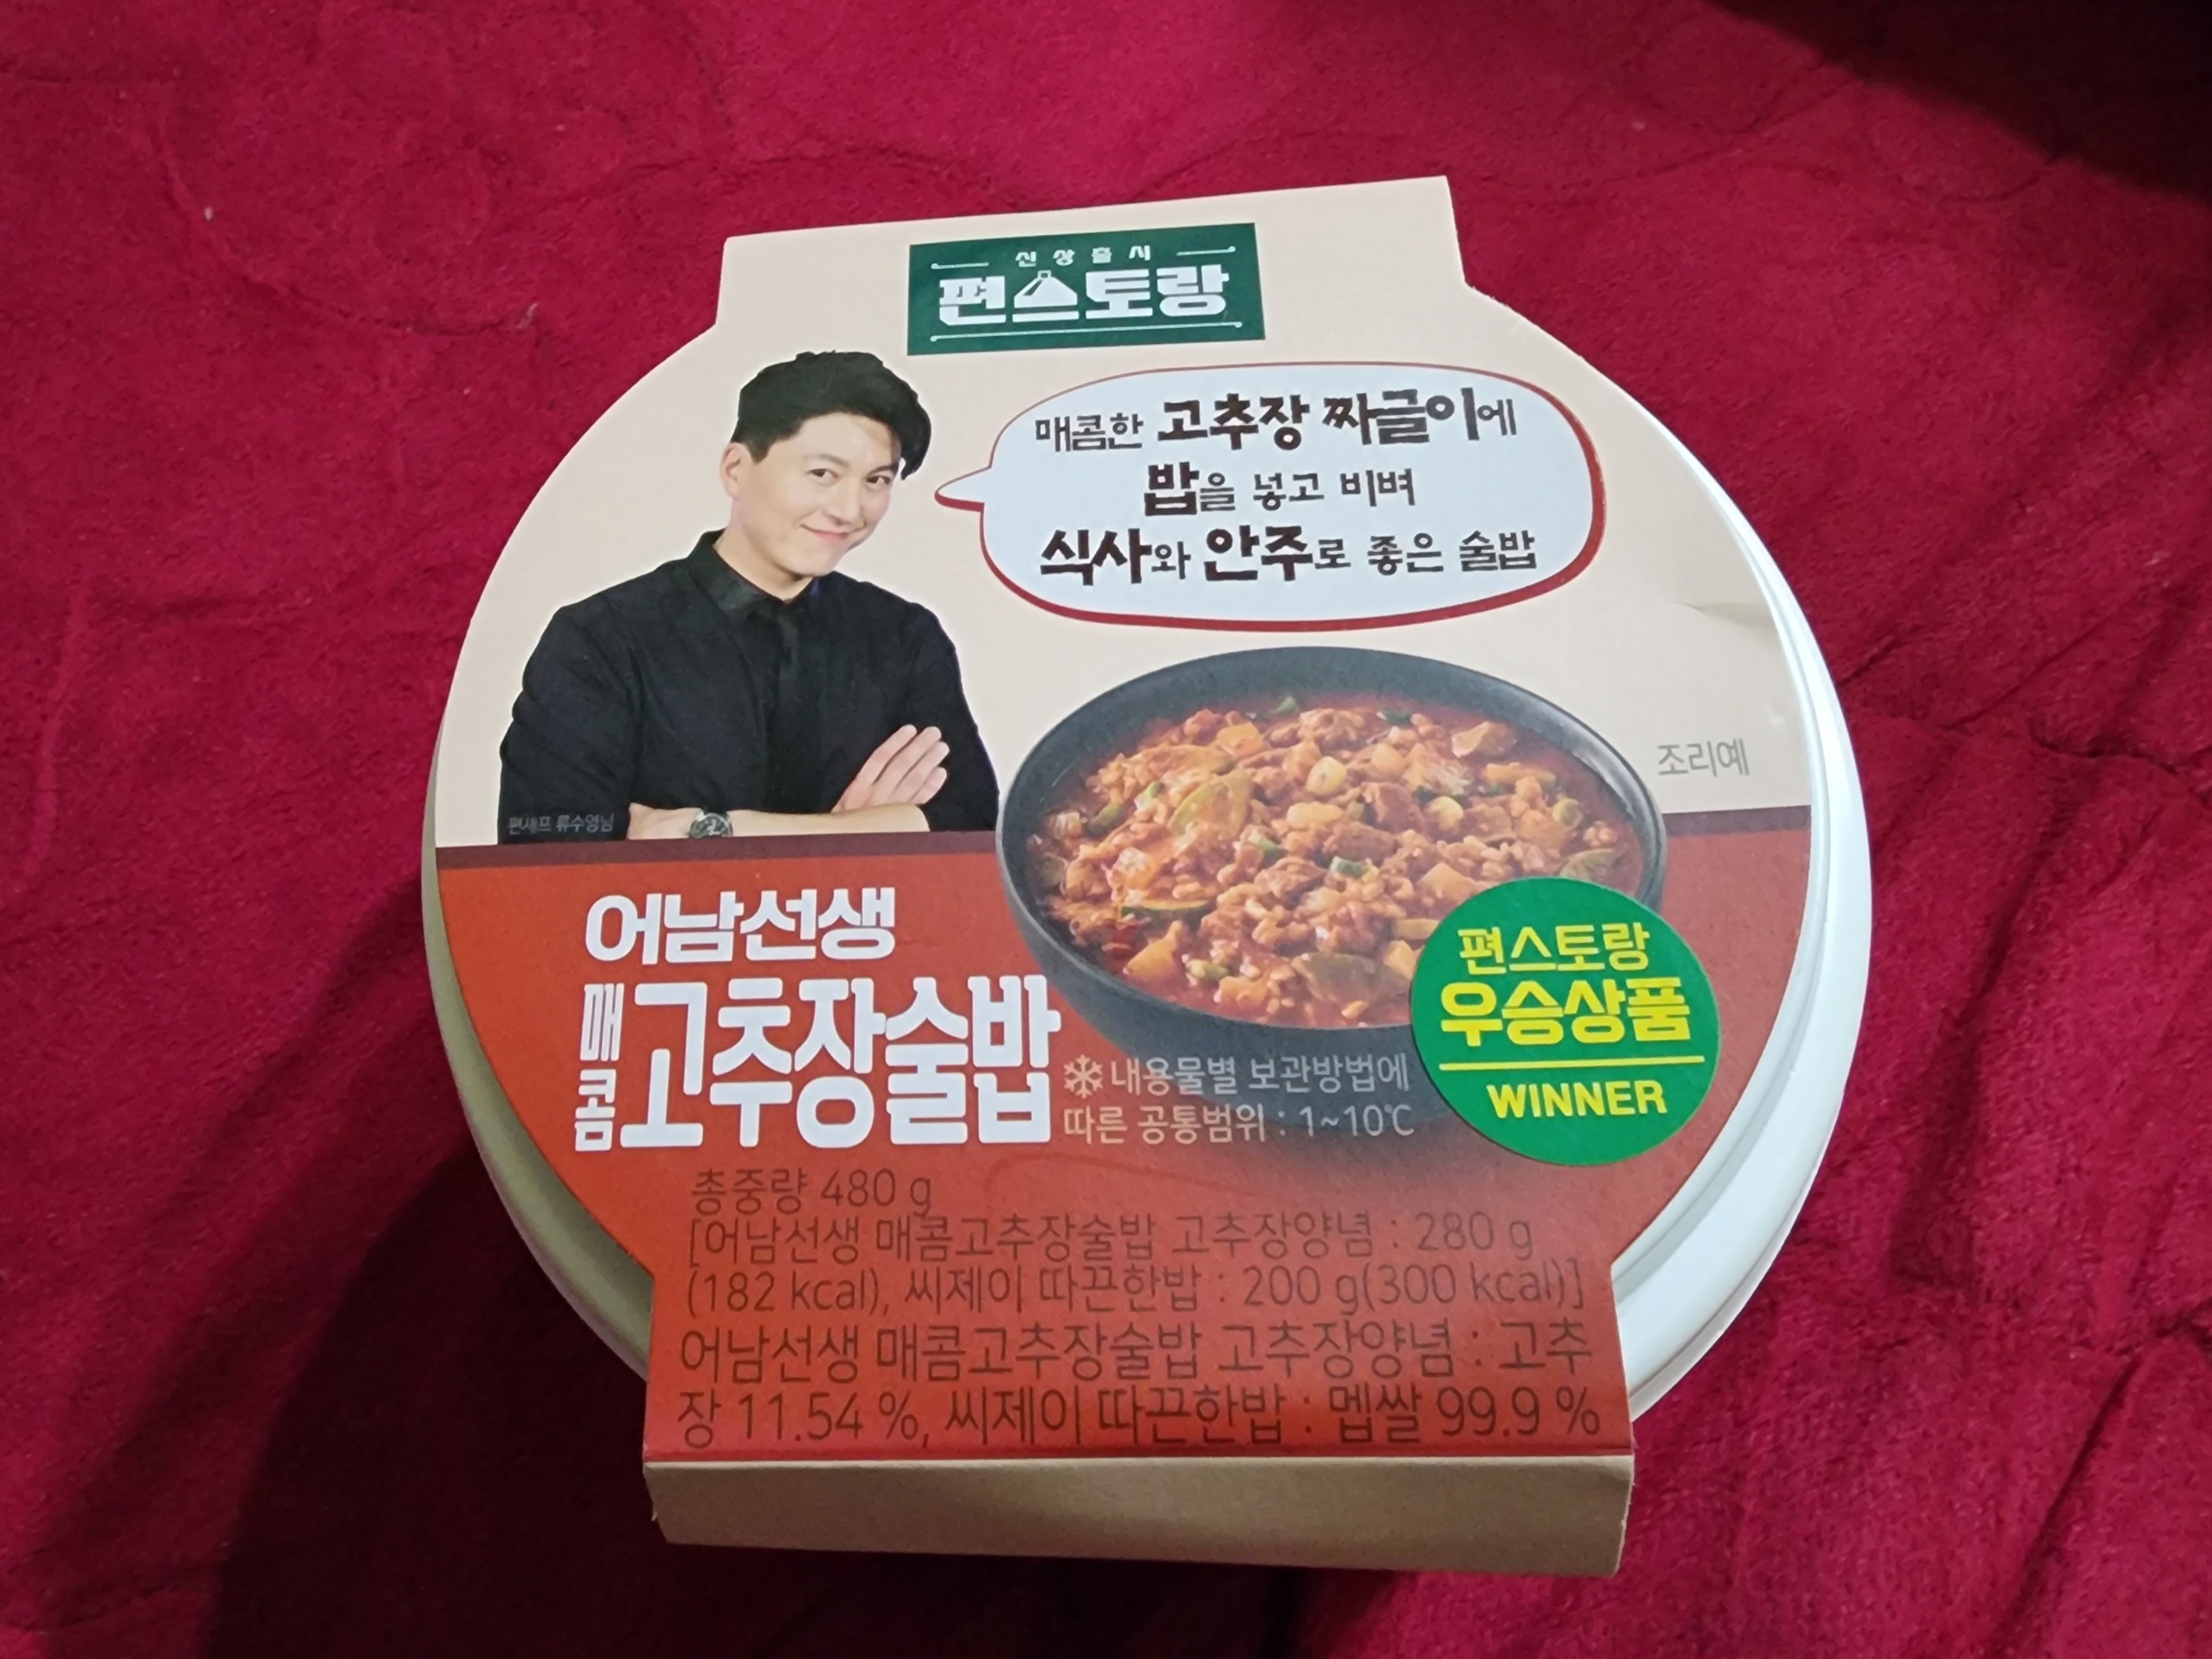 신상출시
편스토랑
매콤한 고추장 짜글이에
밥을 넣고 비벼
식사와 안주로 좋은 술밥
조리예
편셰프 류수영님
어남선생
매콤 고추장술밥
편스토랑
우승상품
WINNER
내용물별 보관방법에
따른 공통범위 : 1~10℃
총중량 480 g
[어남선생 매콤고추장술밥 고추장양념 : 280 g
(182 kcal), 씨제이 따끈한밥 : 200 g(300 kcal)]
어남선생 매콤고추장술밥 고추장양념 : 고추
장 11.54 %, 씨제이 따끈한밥 : 멥쌀 99.9 %